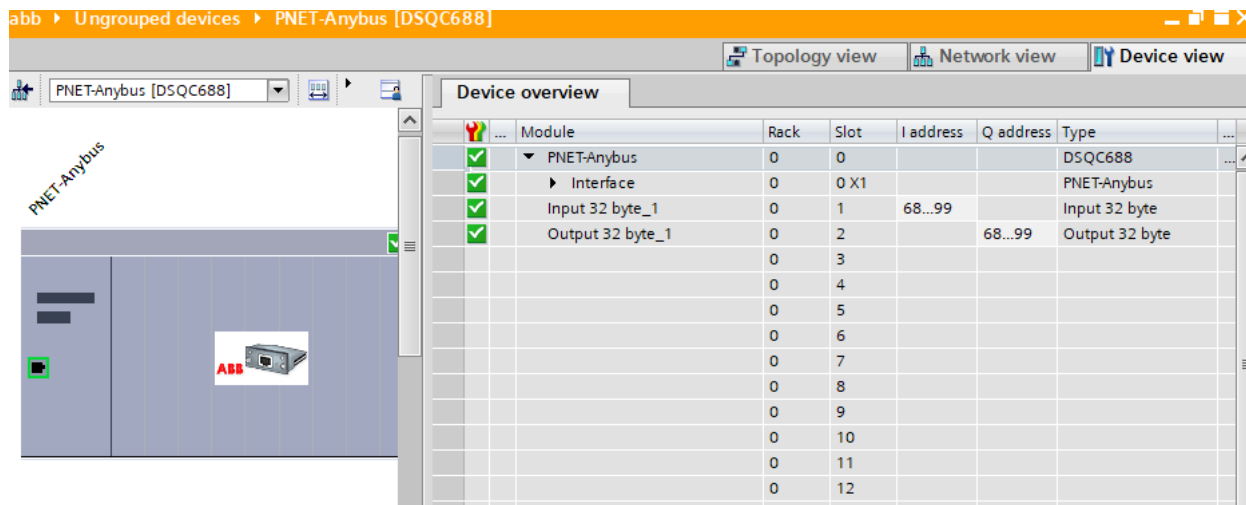 abb ▸ Ungrouped devices ▸ PNET-Anybus [DSQC688]
Topology view Network view Device view
PNET-Anybus [DSQC688]
Device overview
PNET-Anybus
ABB
... Module Rack Slot I address Q address Type ...
PNET-Anybus 0 0 DSQC688 ...
Interface 0 0 X1 PNET-Anybus
Input 32 byte_1 0 1 68...99 Input 32 byte
Output 32 byte_1 0 2 68...99 Output 32 byte
0 3
0 4
0 5
0 6
0 7
0 8
0 9
0 10
0 11
0 12